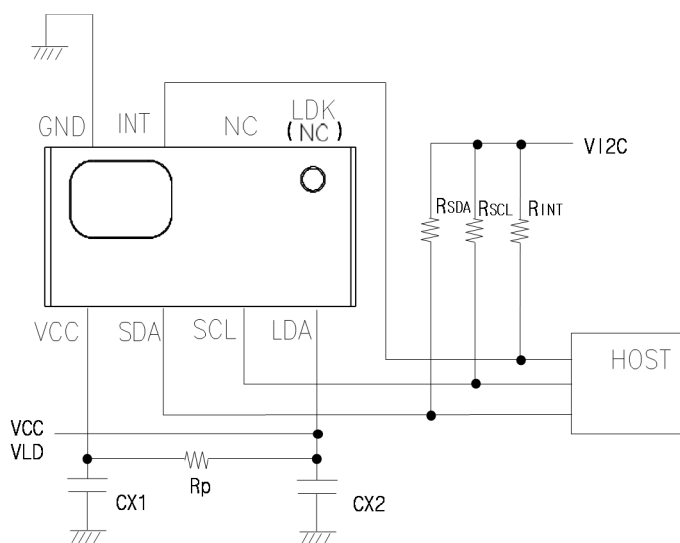 GND INT NC LDK
(NC)
VI2C
RSDA RSCL RINT
VCC SDA SCL LDA
HOST
VCC
VLD
Rp
CX1 CX2